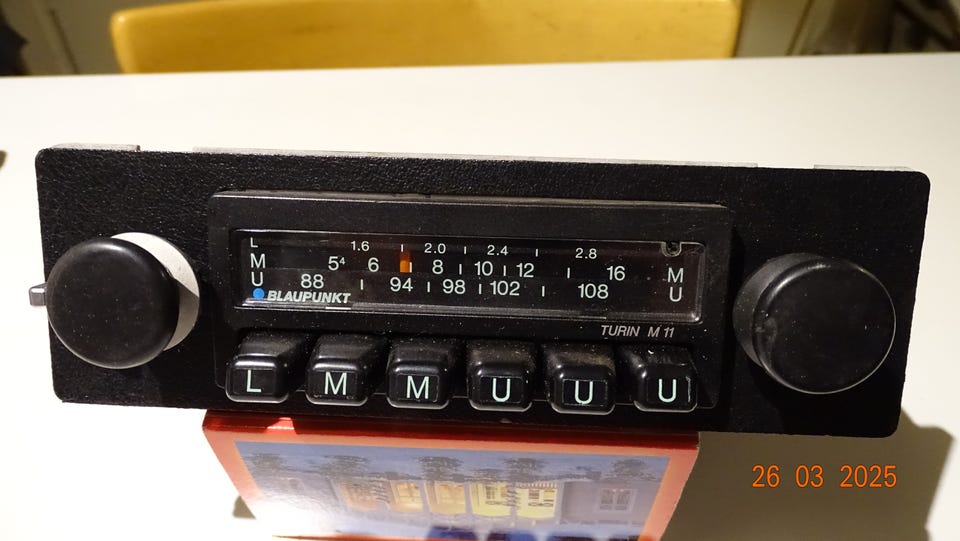 L 1.6 2.0 2.4 2.8
M 5⁴ 6 8 10 12 16 M
U 88 94 98 102 108 U
BLAUPUNKT
TURIN M 11
L M M U U U
26 03 2025